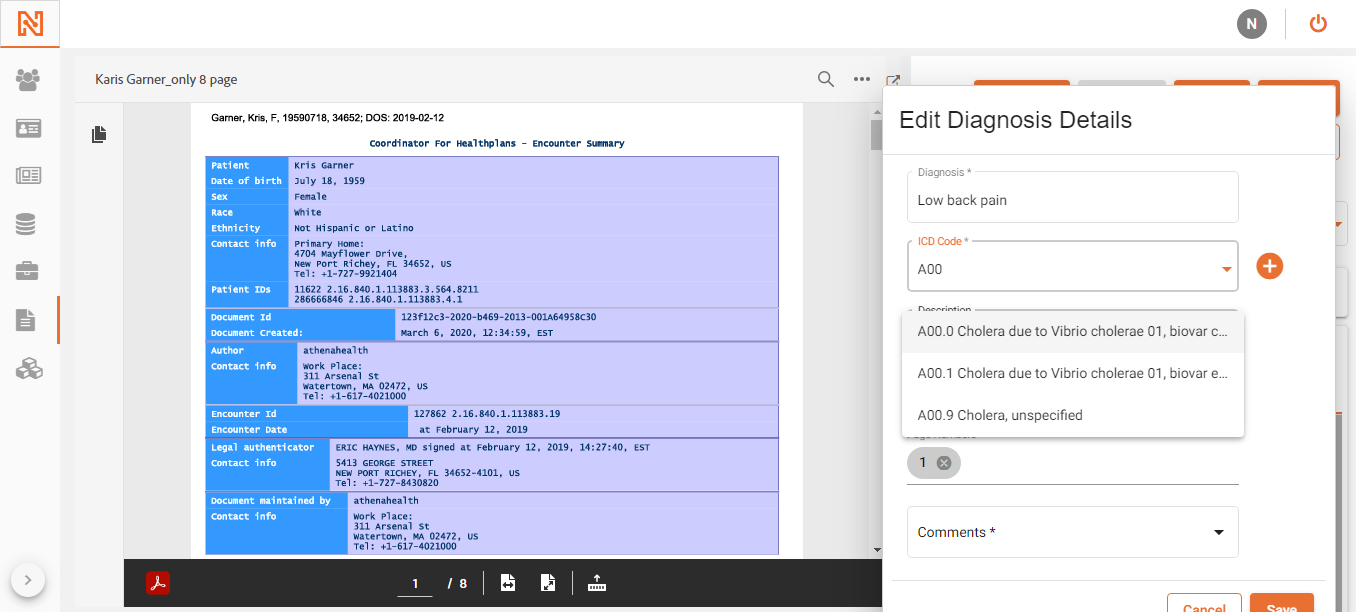 N
Karis Garner_only 8 page
Garner, Kris, F, 19590718, 34652; DOS: 2019-02-12
Coordinator For Healthplans - Encounter Summary
Patient Kris Garner
Date of birth July 18, 1959
Sex Female
Race White
Ethnicity Not Hispanic or Latino
Contact info Primary Home:
4704 Mayflower Drive,
New Port Richey, FL 34652, US
Tel: +1-727-9921404
Patient IDs 11622 2.16.840.1.113883.3.564.8211
286666846 2.16.840.1.113883.4.1
Document Id 123f12c3-2020-b469-2013-001A64958C30
Document Created: March 6, 2020, 12:34:59, EST
Author athenahealth
Contact info Work Place:
311 Arsenal St
Watertown, MA 02472, US
Tel: +1-617-4021000
Encounter Id 127862 2.16.840.1.113883.19
Encounter Date at February 12, 2019
Legal authenticator ERIC HAYNES, MD signed at February 12, 2019, 14:27:40, EST
Contact info 5413 GEORGE STREET
NEW PORT RICHEY, FL 34652-4101, US
Tel: +1-727-8430820
Document maintained by athenahealth
Contact info Work Place:
311 Arsenal St
Watertown, MA 02472, US
Tel: +1-617-4021000
1 / 8
Edit Diagnosis Details
Diagnosis *
Low back pain
ICD Code *
A00
Description
A00.0 Cholera due to Vibrio cholerae 01, biovar c...
A00.1 Cholera due to Vibrio cholerae 01, biovar e...
A00.9 Cholera, unspecified
1
Comments *
Cancel Save